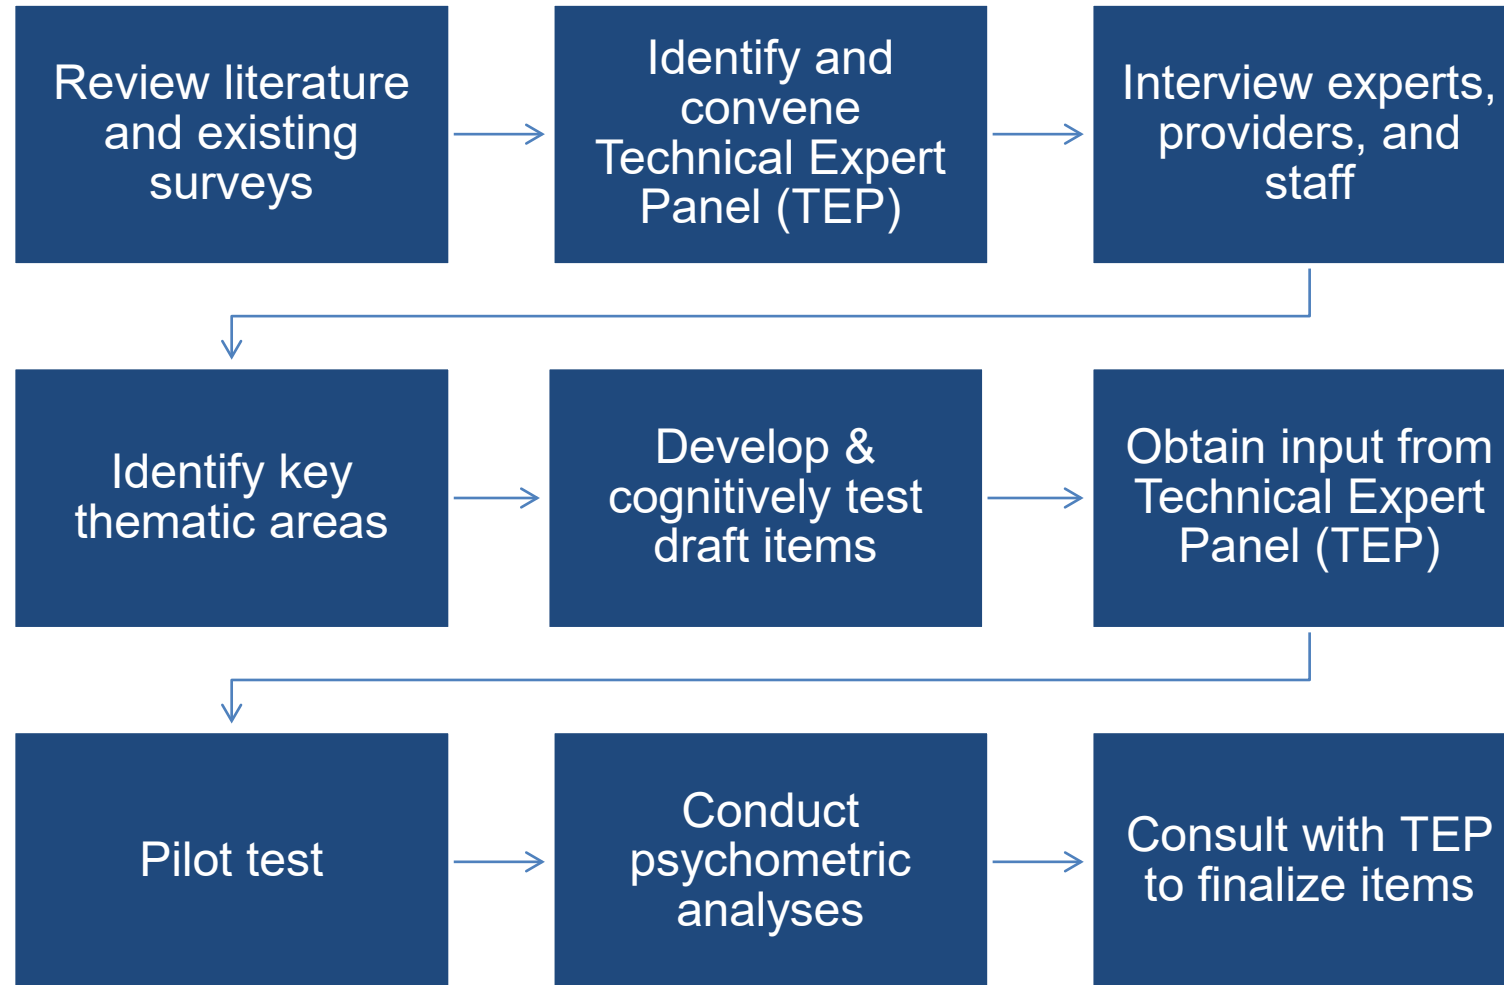 Review literature
and existing
surveys
Identify and
convene
Technical Expert
Panel (TEP)
Interview experts,
providers, and
staff
Identify key
thematic areas
Develop &
cognitively test
draft items
Obtain input from
Technical Expert
Panel (TEP)
Pilot test
Conduct
psychometric
analyses
Consult with TEP
to finalize items